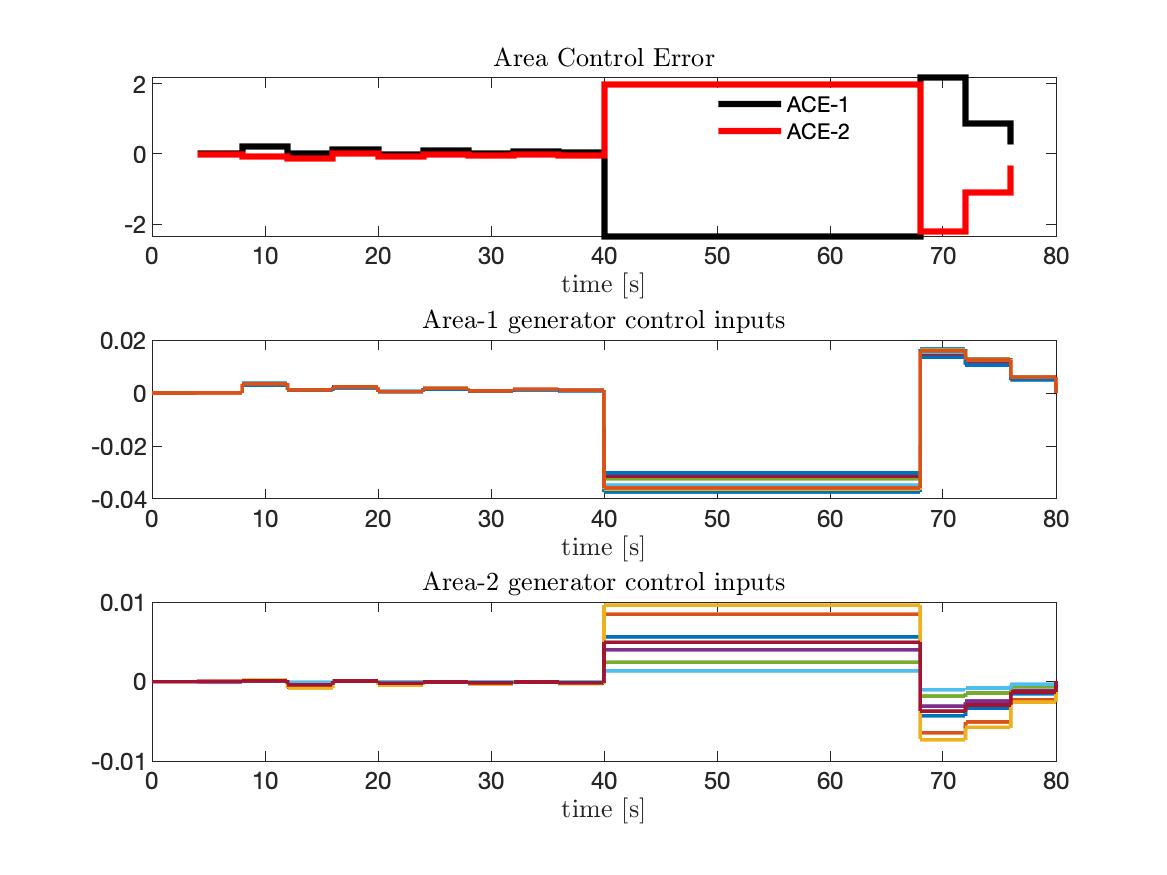 Area Control Error
2
0
-2
ACE-1
ACE-2
0 10 20 30 40 50 60 70 80
time [s]
Area-1 generator control inputs
0.02
0
-0.02
-0.04
0 10 20 30 40 50 60 70 80
time [s]
Area-2 generator control inputs
0.01
0
-0.01
0 10 20 30 40 50 60 70 80
time [s]